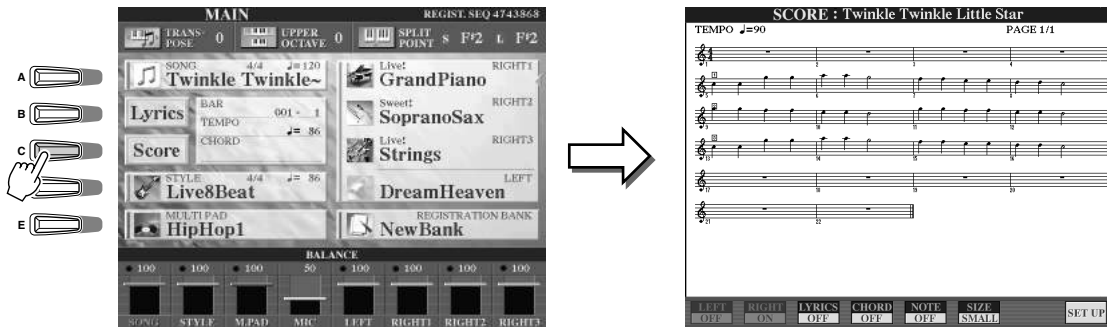 MAIN
REGIST. SEQ 4743868
TRANS-
POSE 0
UPPER
OCTAVE 0
SPLIT
POINT S F#2 L F#2
A
B
C
E
SONG 4/4 ♩=120
Twinkle Twinkle~
Lyrics
BAR 001 - 1
TEMPO ♩= 86
Score
CHORD
STYLE 4/4 ♩= 86
Live8Beat
MULTI PAD
HipHop1
Live! RIGHT1
GrandPiano
Sweet! RIGHT2
SopranoSax
Live! RIGHT3
Strings
LEFT
DreamHeaven
REGISTRATION BANK
NewBank
BALANCE
100 100 100 50 100 100 100 100
SONG STYLE M.PAD MIC LEFT RIGHT1 RIGHT2 RIGHT3
SCORE : Twinkle Twinkle Little Star
TEMPO ♩=90 PAGE 1/1
LEFT RIGHT LYRICS CHORD NOTE SIZE
OFF ON OFF OFF OFF SMALL
SET UP